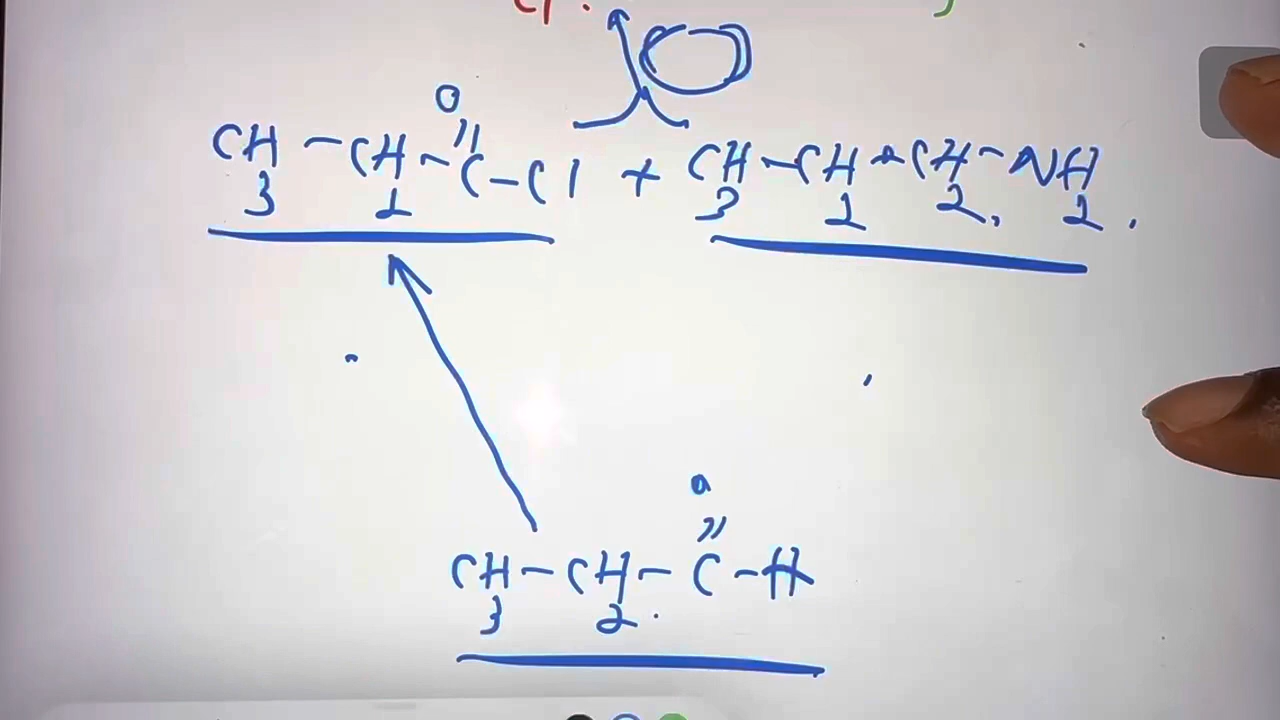 O
CH3 - CH2 - C - Cl + CH3 - CH2 - CH2 - NH2.
O
CH3 - CH2 - C - H